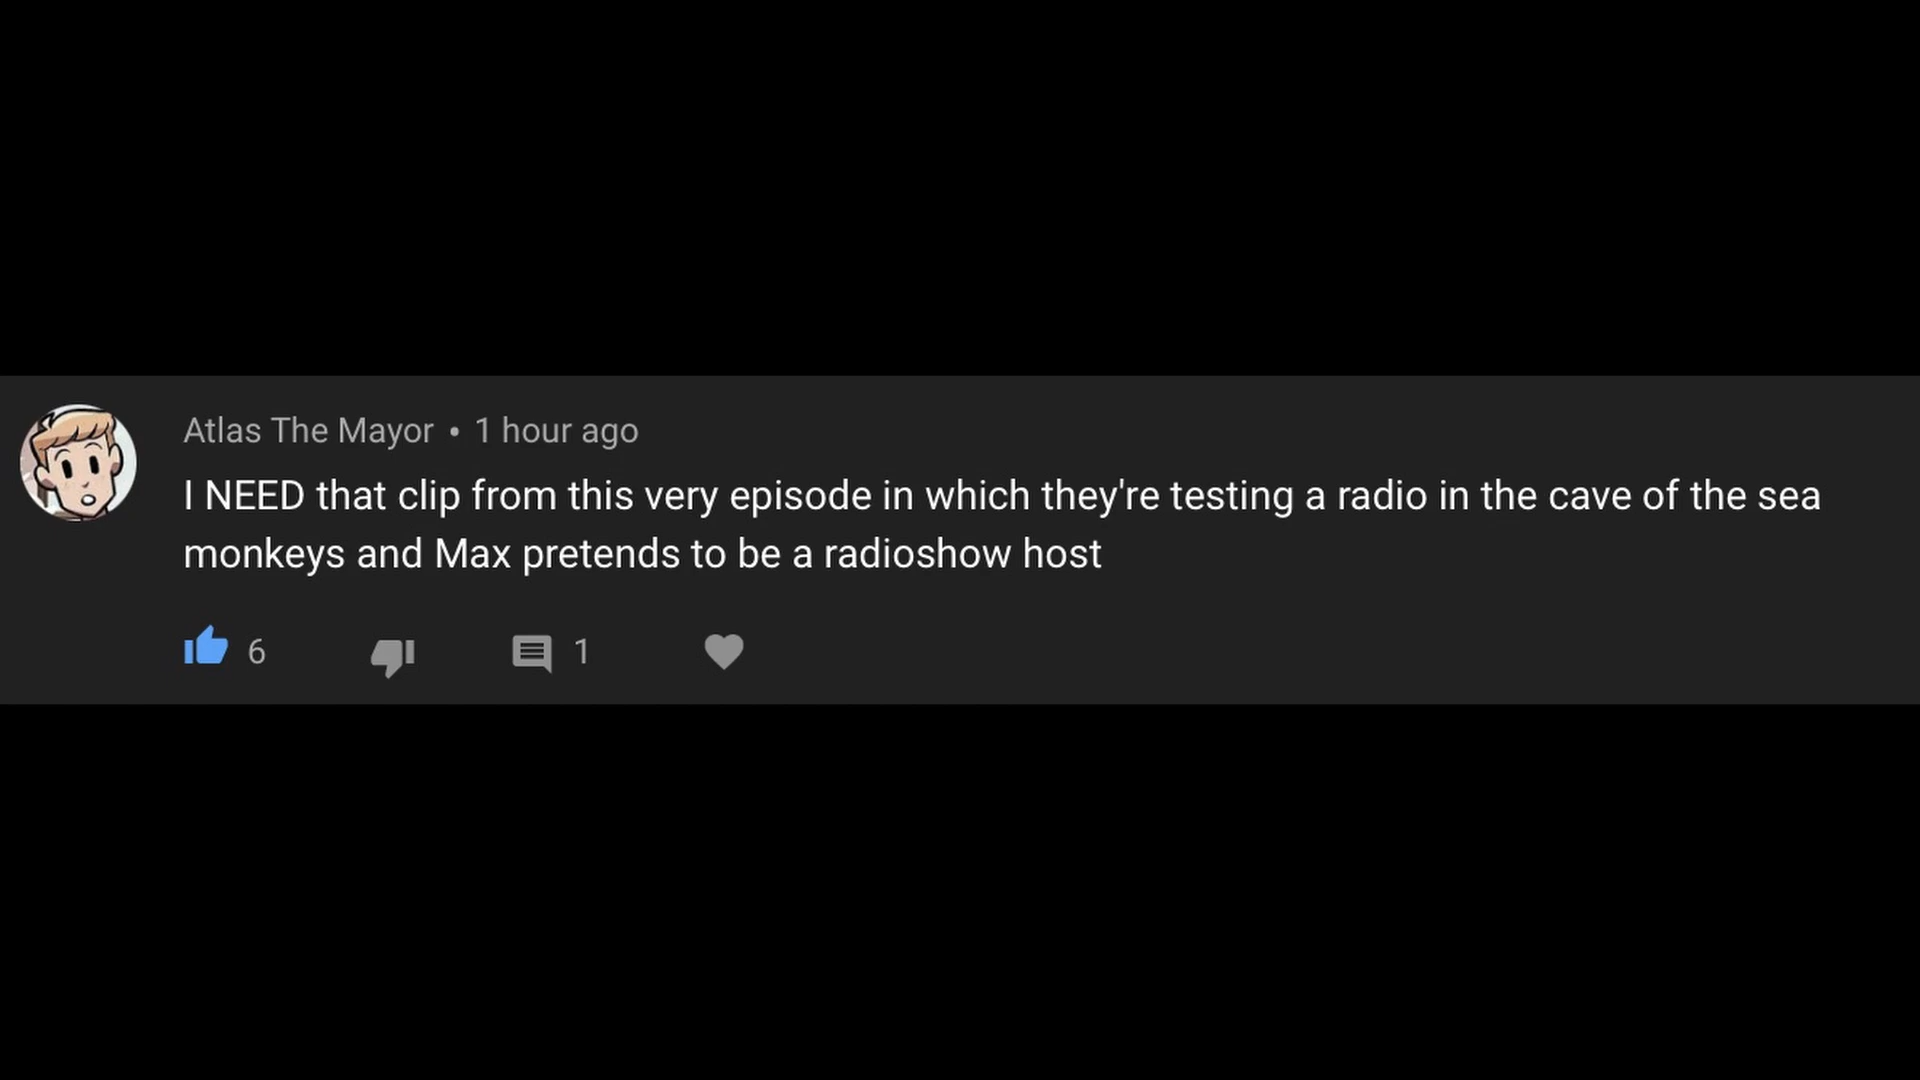 Atlas The Mayor • 1 hour ago
I NEED that clip from this very episode in which they're testing a radio in the cave of the sea
monkeys and Max pretends to be a radioshow host
6 1